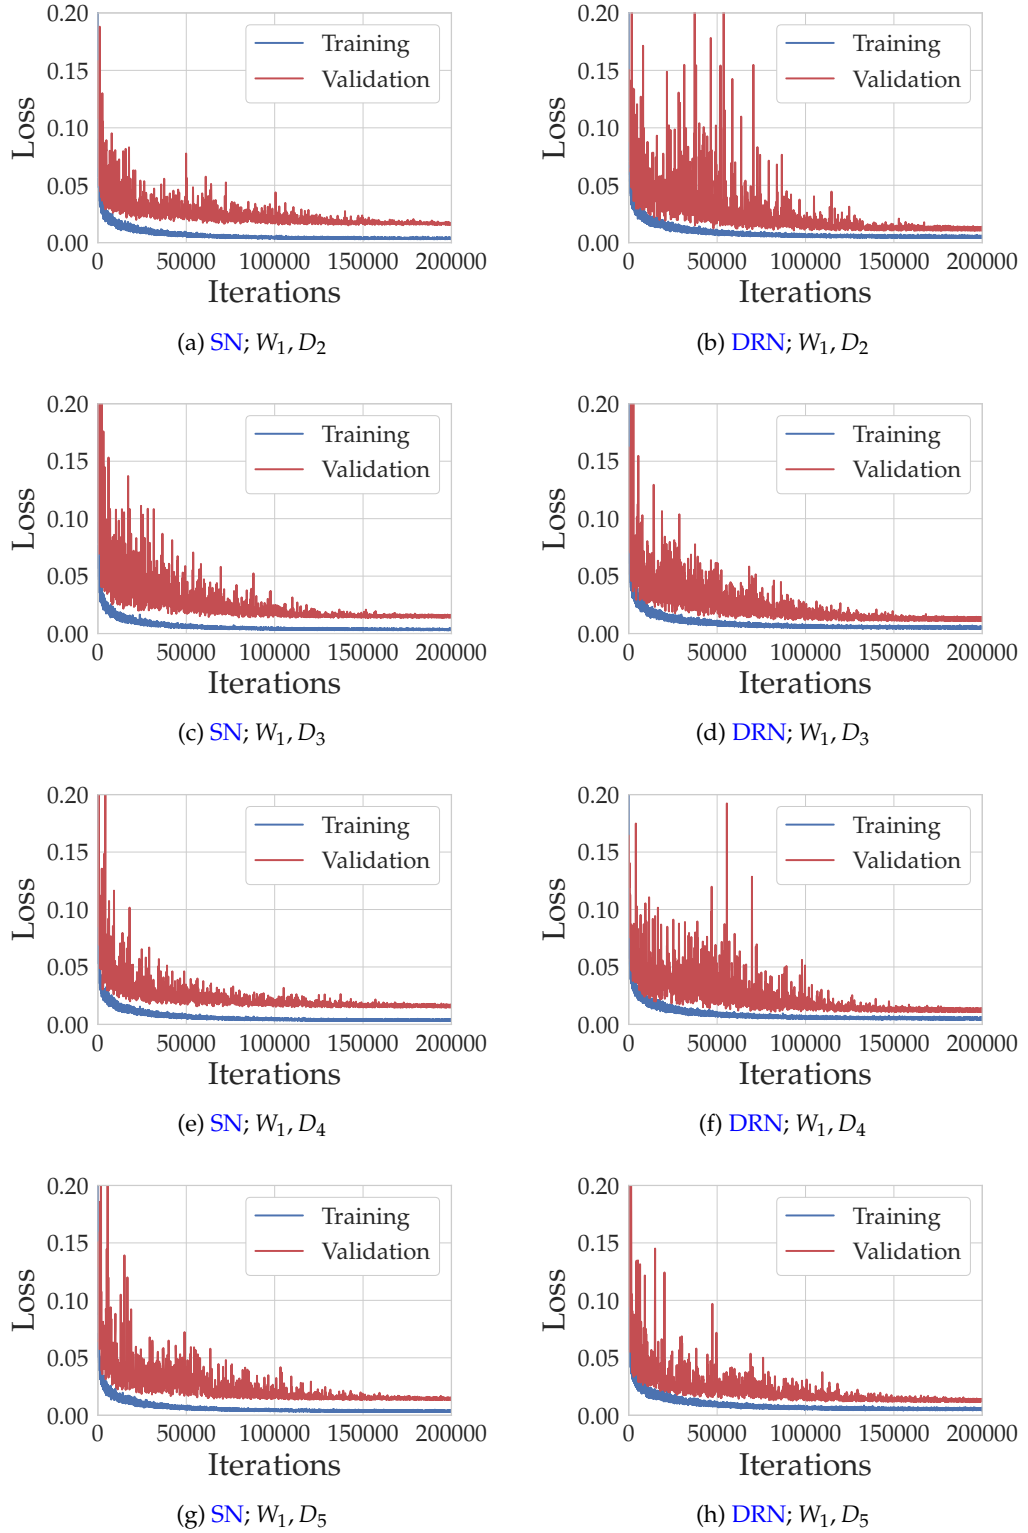 0.20
0.15
0.10
0.05
0.00
Loss
0 50000 100000 150000 200000
Iterations
Training
Validation
(a) SN; W₁, D₂
0.20
0.15
0.10
0.05
0.00
Loss
0 50000 100000 150000 200000
Iterations
Training
Validation
(b) DRN; W₁, D₂
0.20
0.15
0.10
0.05
0.00
Loss
0 50000 100000 150000 200000
Iterations
Training
Validation
(c) SN; W₁, D₃
0.20
0.15
0.10
0.05
0.00
Loss
0 50000 100000 150000 200000
Iterations
Training
Validation
(d) DRN; W₁, D₃
0.20
0.15
0.10
0.05
0.00
Loss
0 50000 100000 150000 200000
Iterations
Training
Validation
(e) SN; W₁, D₄
0.20
0.15
0.10
0.05
0.00
Loss
0 50000 100000 150000 200000
Iterations
Training
Validation
(f) DRN; W₁, D₄
0.20
0.15
0.10
0.05
0.00
Loss
0 50000 100000 150000 200000
Iterations
Training
Validation
(g) SN; W₁, D₅
0.20
0.15
0.10
0.05
0.00
Loss
0 50000 100000 150000 200000
Iterations
Training
Validation
(h) DRN; W₁, D₅